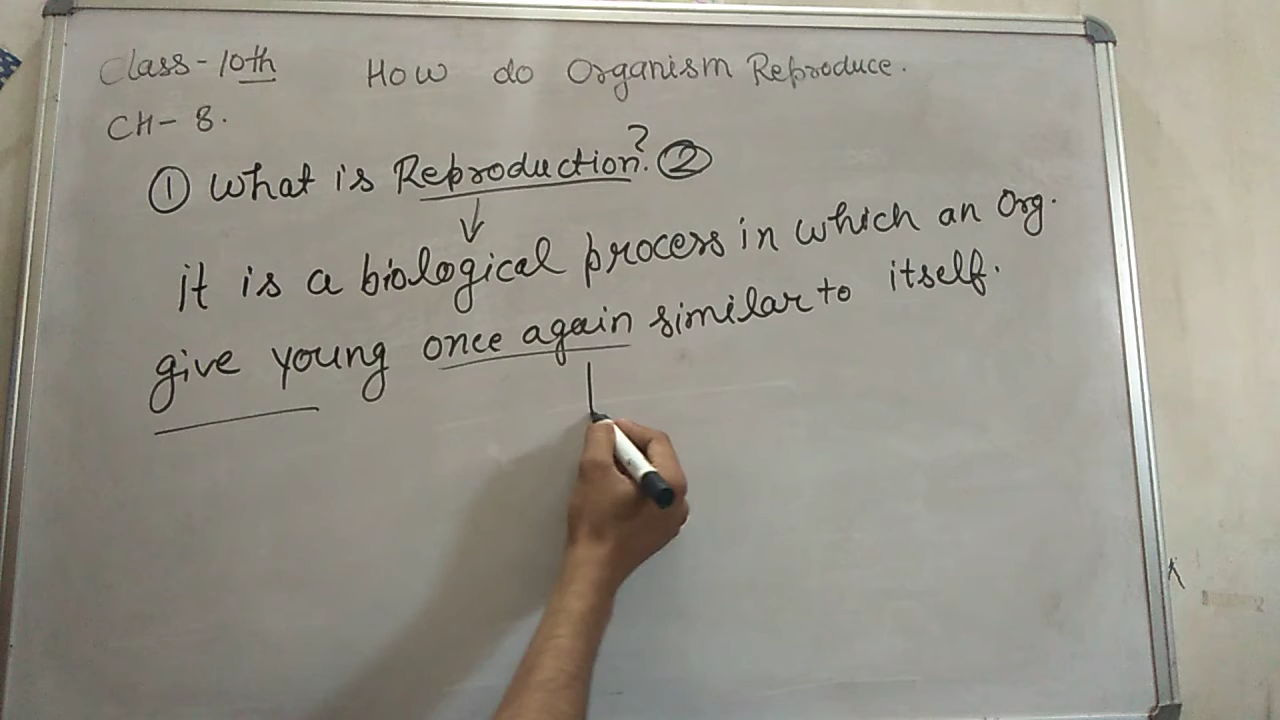 Class-10th How do Organism Reproduce.
CH-8.
① What is Reproduction? ②
it is a biological process in which an Org.
give young once again similar to itself.